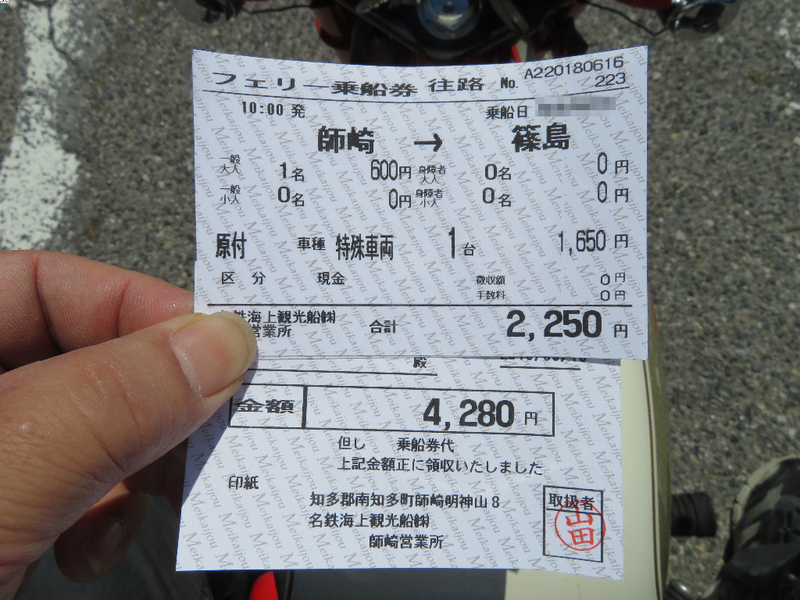 フェリー乗船券 往路 No. A220180616
223
10:00 発 乗船日
師崎 → 篠島
一般大人 1名 600円 身障者大人 0名 0円
一般小人 0名 0円 身障者小人 0名 0円
原付 車種 特殊車両 1台 1,650円
区分 現金 徴収額 0円
手数料 0円
鉄海上観光船㈱ 合計 2,250円
営業所
殿
金額 4,280円
但し 乗船券代
上記金額正に領収いたしました
印紙
知多郡南知多町師崎明神山8
名鉄海上観光船㈱
師崎営業所
取扱者
山田
Meikaijou